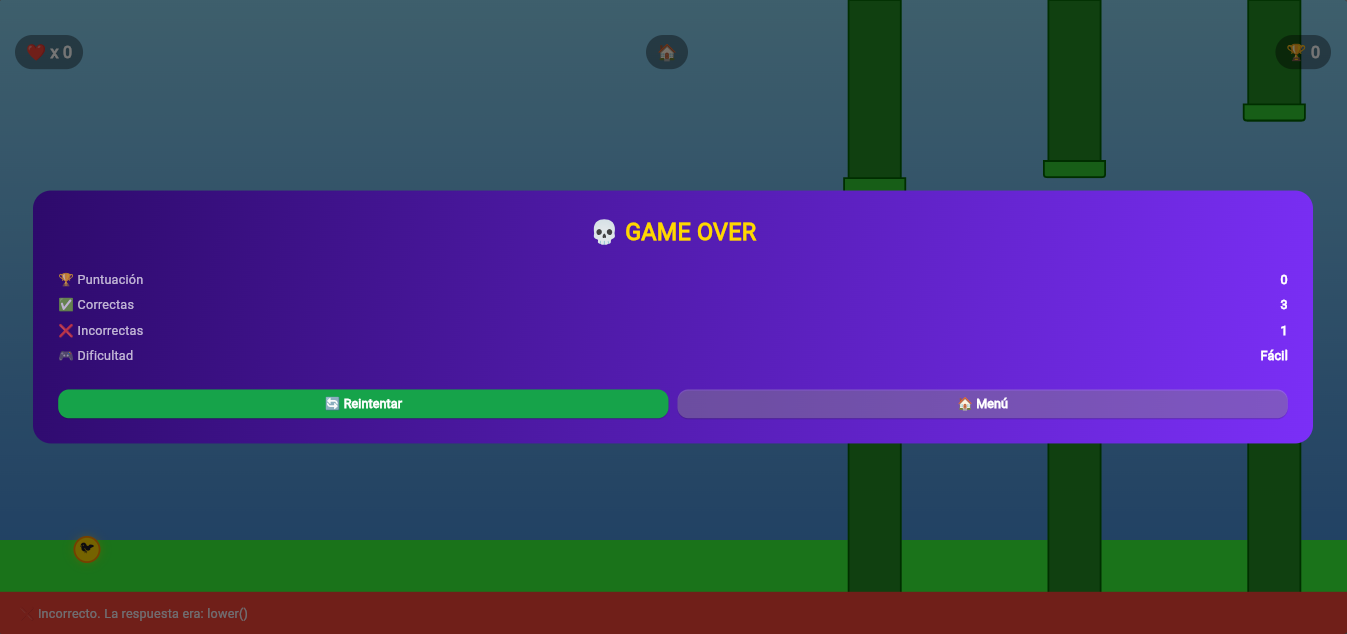 x 0
0
GAME OVER
Puntuación 0
Correctas 3
Incorrectas 1
Dificultad Fácil
Reintentar
Menú
Incorrecto. La respuesta era: lower()